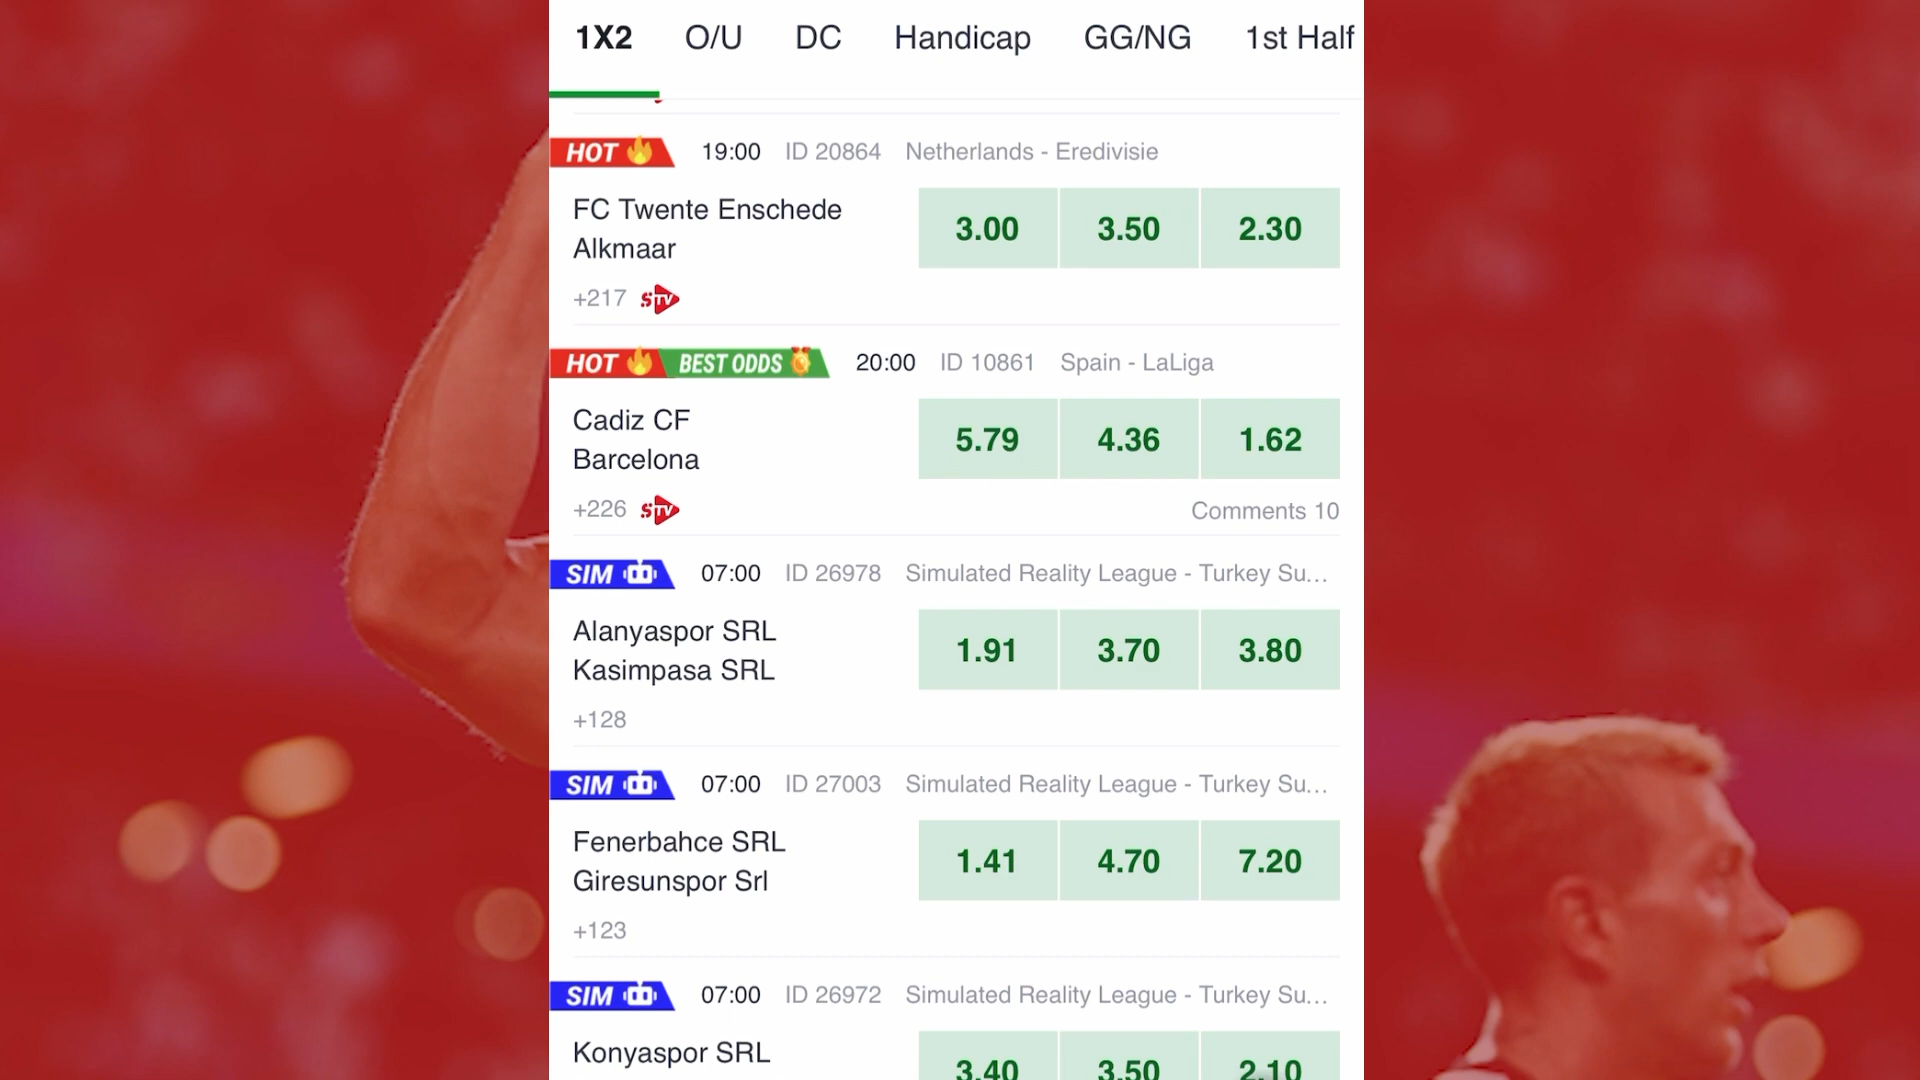 1X2 O/U DC Handicap GG/NG 1st Half
HOT 19:00 ID 20864 Netherlands - Eredivisie
FC Twente Enschede 3.00 3.50 2.30
Alkmaar
+217 STV
HOT BEST ODDS 20:00 ID 10861 Spain - LaLiga
Cadiz CF 5.79 4.36 1.62
Barcelona
+226 STV Comments 10
SIM 07:00 ID 26978 Simulated Reality League - Turkey Su...
Alanyaspor SRL 1.91 3.70 3.80
Kasimpasa SRL
+128
SIM 07:00 ID 27003 Simulated Reality League - Turkey Su...
Fenerbahce SRL 1.41 4.70 7.20
Giresunspor Srl
+123
SIM 07:00 ID 26972 Simulated Reality League - Turkey Su...
Konyaspor SRL 3.40 3.50 2.10